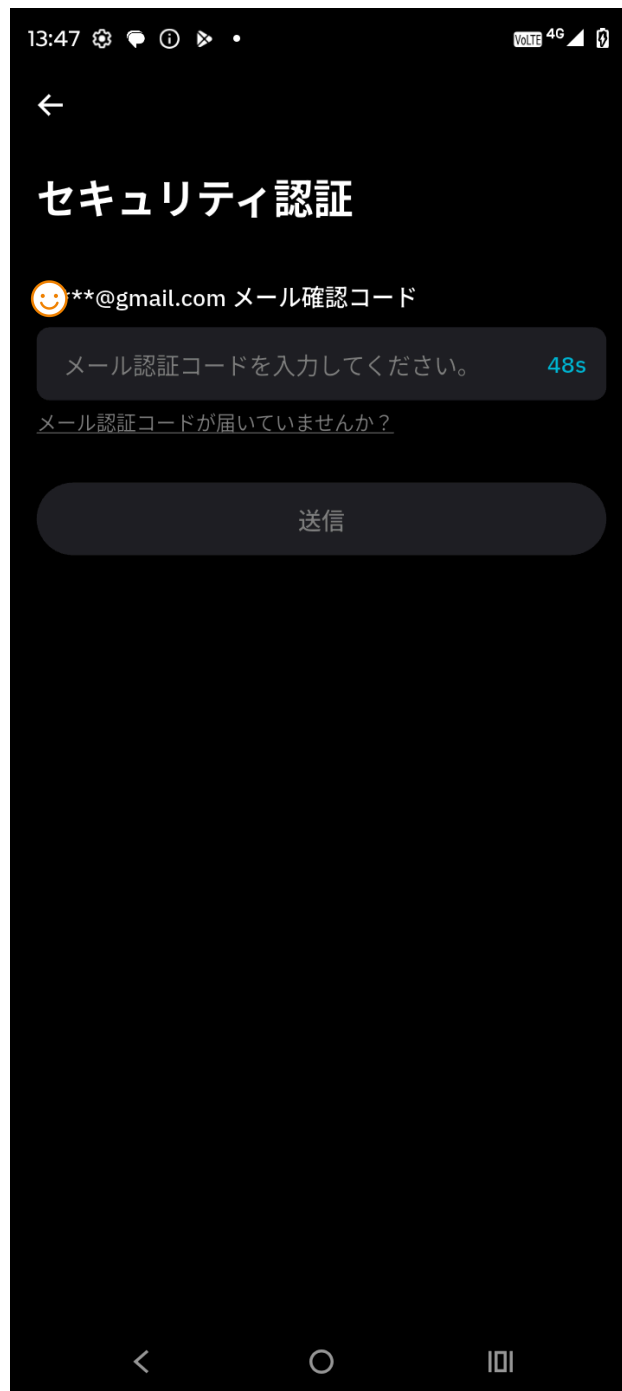 13:47 VoLTE 4G
セキュリティ認証
**@gmail.com メール確認コード
メール認証コードを入力してください。 48s
メール認証コードが届いていませんか？
送信